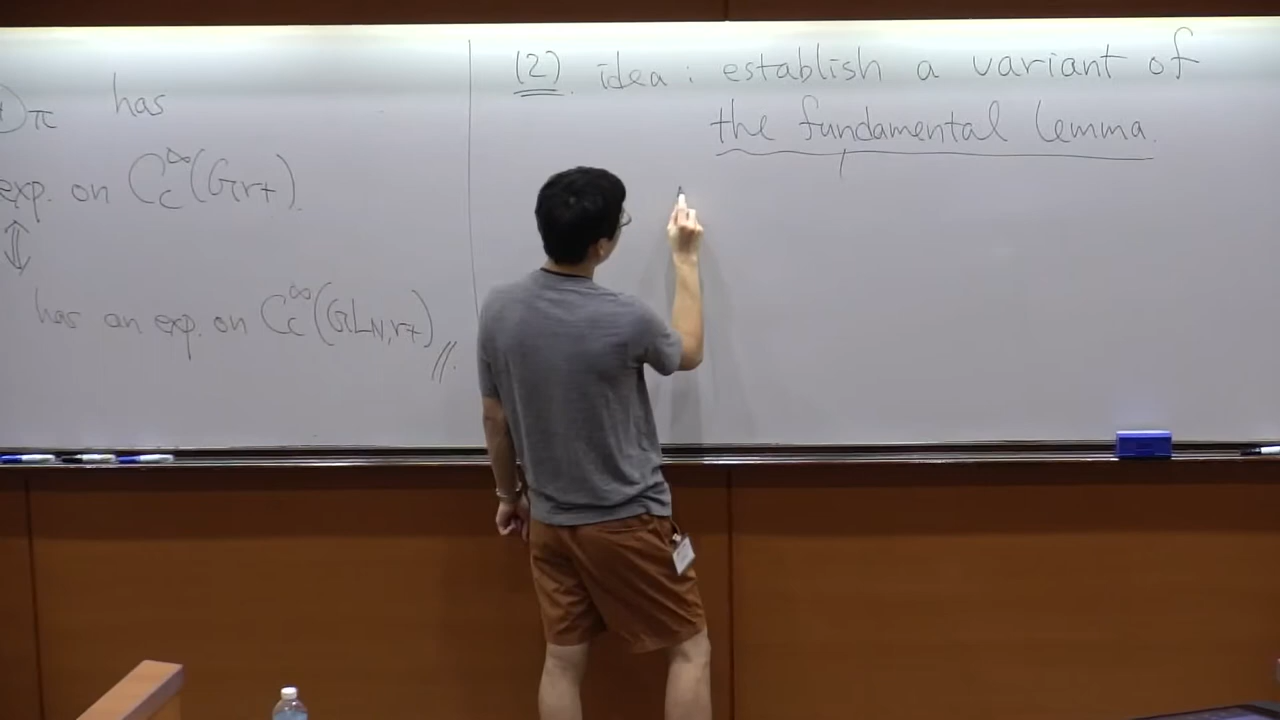 π has
exp. on C_c^∞(G_{r+}).
⇕
has an exp. on C_c^∞(GL_{N,r+}) //.
(2). idea : establish a variant of
the fundamental lemma.